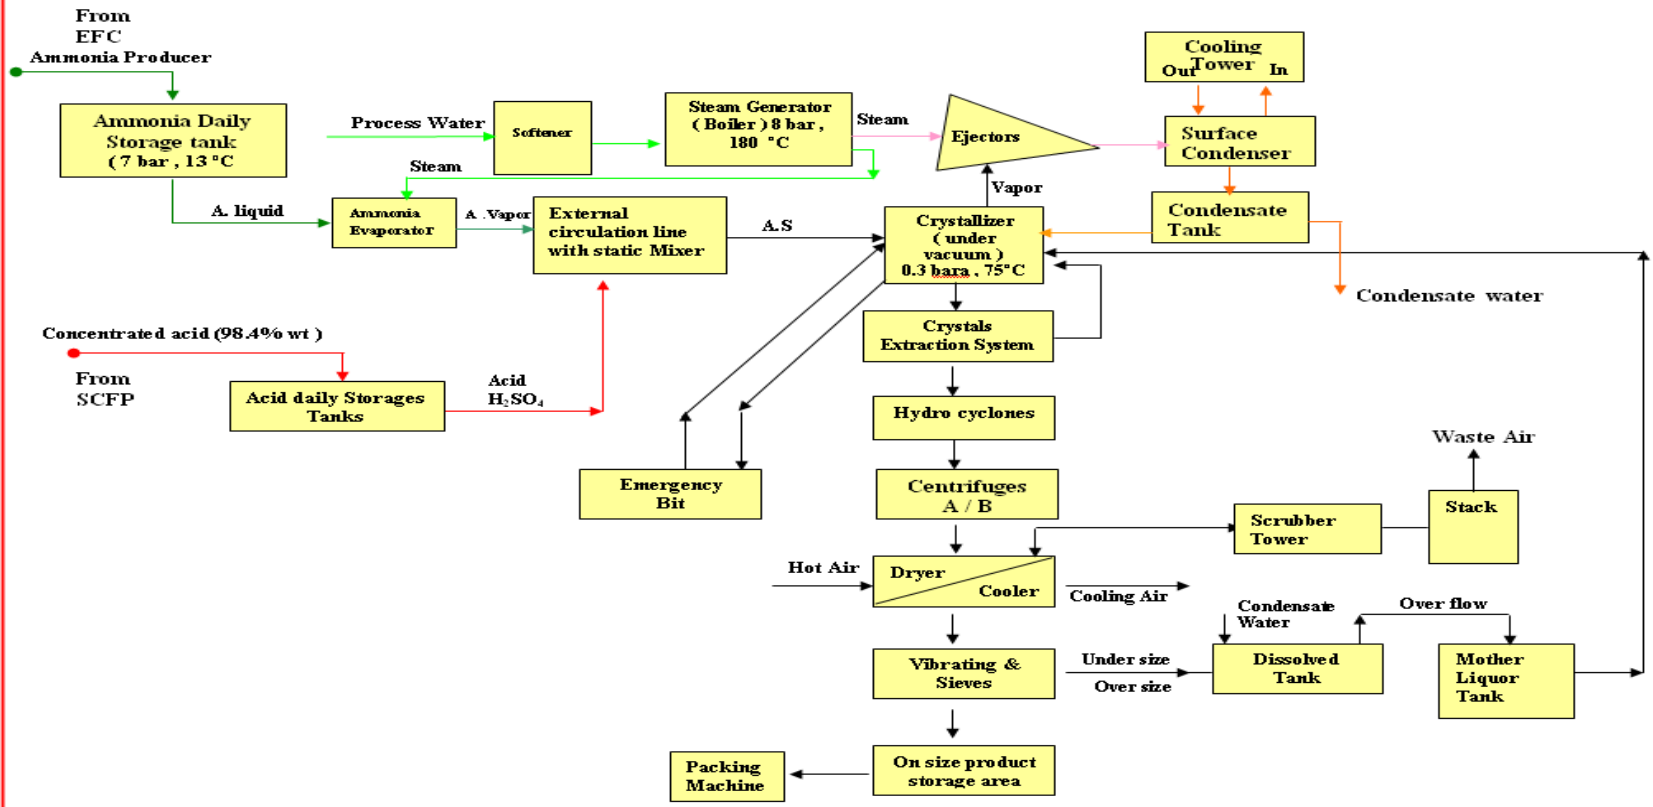 From
EFC
Ammonia Producer
Ammonia Daily
Storage tank
( 7 bar , 13 °C
A. liquid
Process Water
Softener
Steam Generator
( Boiler ) 8 bar ,
180 °C
Steam
Steam
Ejectors
Cooling
Tower
Out
In
Surface
Condenser
Condensate
Tank
Condensate water
Ammonia
Evaporator
A .Vapor
External
circulation line
with static Mixer
A.S
Vapor
Crystallizer
( under
vacuum )
0.3 bara , 75°C
Concentrated acid (98.4% wt )
From
SCFP
Acid daily Storages
Tanks
Acid
H₂SO₄
Crystals
Extraction System
Hydro cyclones
Emergency
Bit
Centrifuges
A / B
Waste Air
Stack
Scrubber
Tower
Hot Air
Dryer
Cooler
Cooling Air
Condensate
Water
Over flow
Vibrating &
Sieves
Under size
Over size
Dissolved
Tank
Mother
Liquor
Tank
On size product
storage area
Packing
Machine